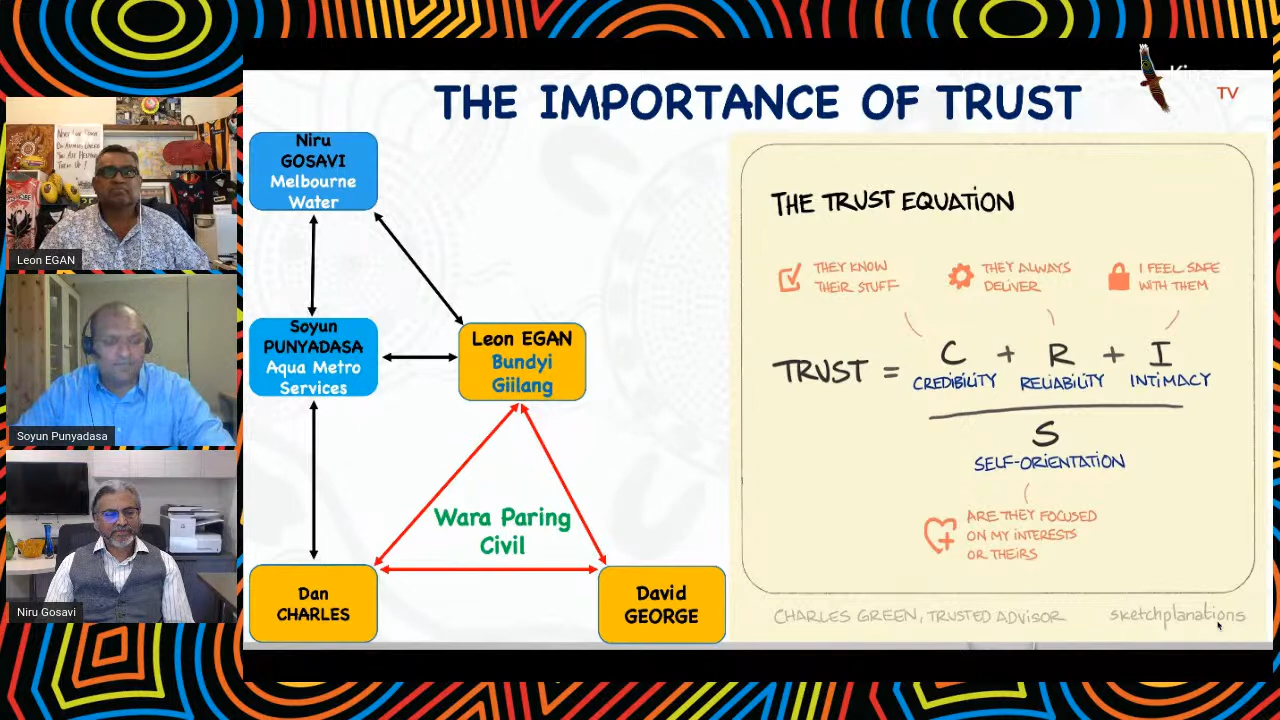 THE IMPORTANCE OF TRUST
TV
Niru
GOSAVI
Melbourne
Water
Soyun
PUNYADASA
Aqua Metro
Services
Leon EGAN
Bundyi
Giilang
Wara Paring
Civil
Dan
CHARLES
David
GEORGE
THE TRUST EQUATION
THEY KNOW
THEIR STUFF
THEY ALWAYS
DELIVER
I FEEL SAFE
WITH THEM
TRUST = C + R + I
CREDIBILITY RELIABILITY INTIMACY
S
SELF-ORIENTATION
ARE THEY FOCUSED
ON MY INTERESTS
OR THEIRS
CHARLES GREEN, TRUSTED ADVISOR sketchplanations
Leon EGAN
Soyun Punyadasa
Niru Gosavi